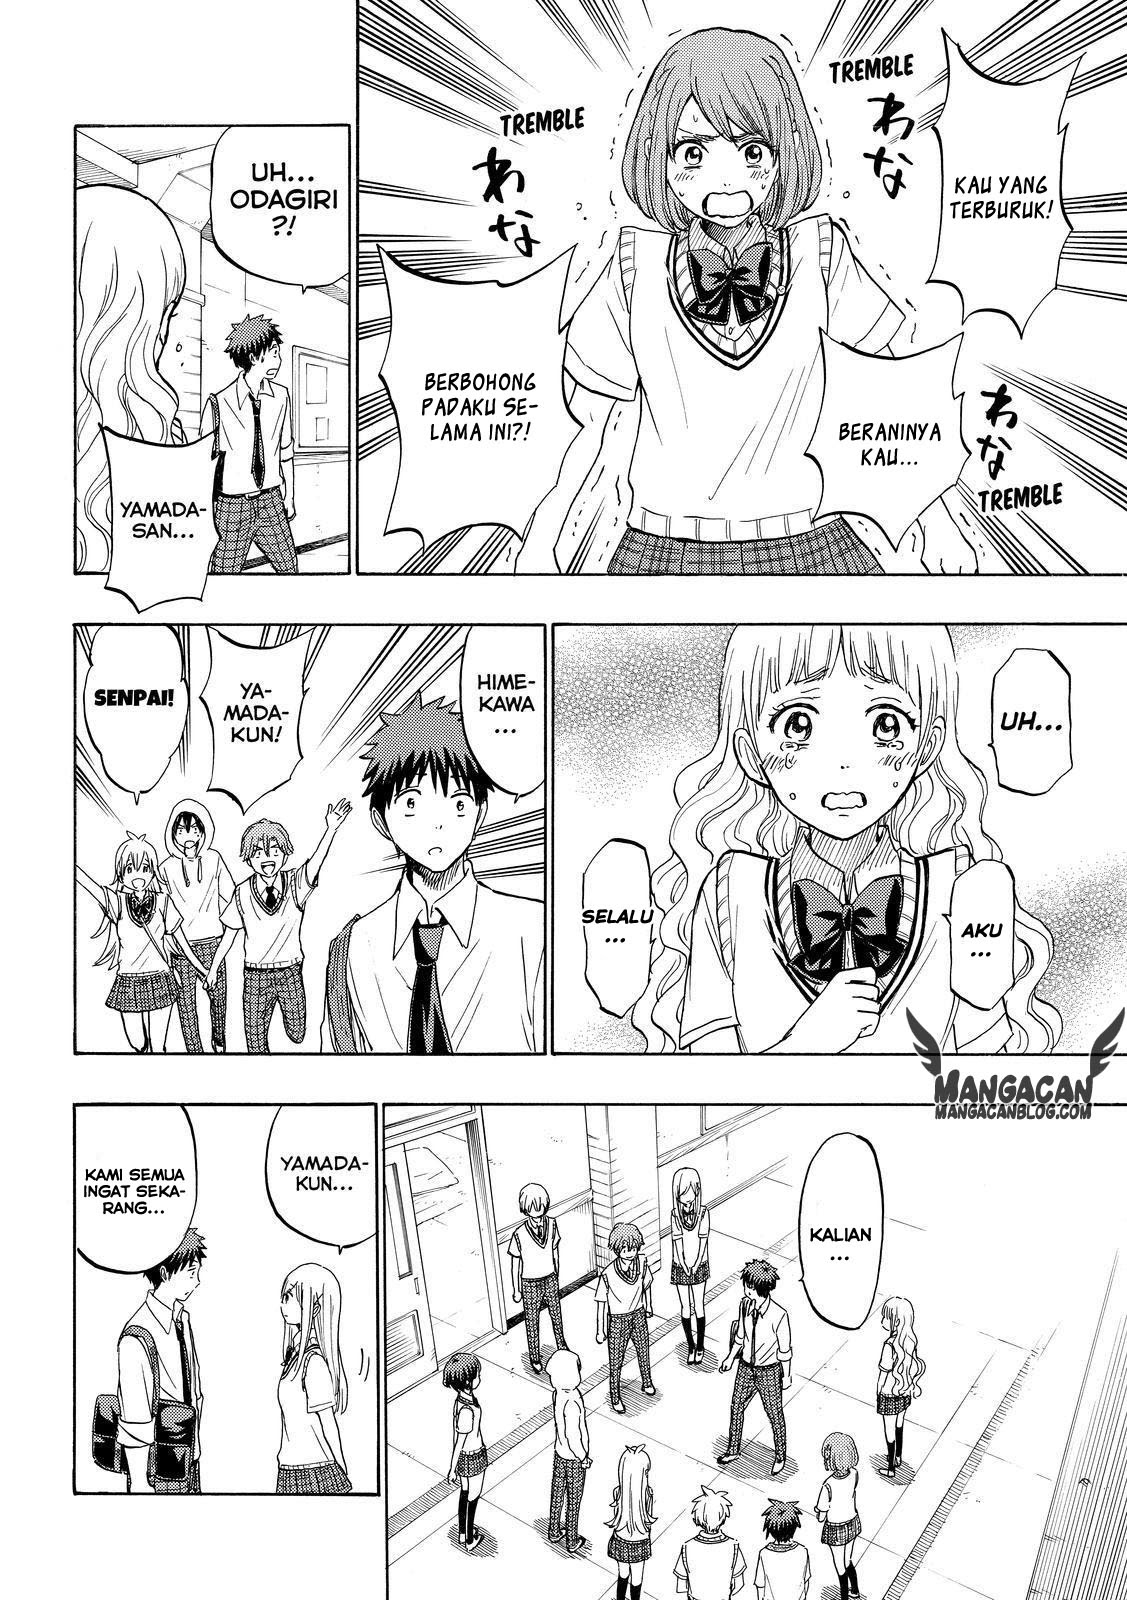 KAU YANG
TERBURUK!
TREMBLE
わな
TREMBLE
わな
BERANINYA
KAU...
わな
TREMBLE
BERBOHONG
PADAKU SE-
LAMA INI?!
UH...
ODAGIRI
?!
YAMADA-
SAN...
UH...
AKU
...
SELALU
...
HIME-
KAWA
...
YA-
MADA-
KUN!
SENPAI!
MANGACAN
MANGACANBLOG.COM
KALIAN
...
YAMADA-
KUN...
KAMI SEMUA
INGAT SEKA-
RANG...